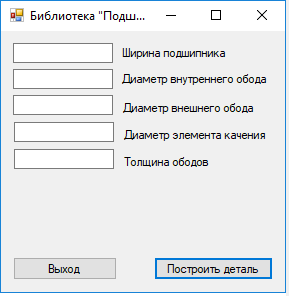 Библиотека "Подш...
Ширина подшипника
Диаметр внутреннего обода
Диаметр внешнего обода
Диаметр элемента качения
Толщина ободов
Выход Построить деталь